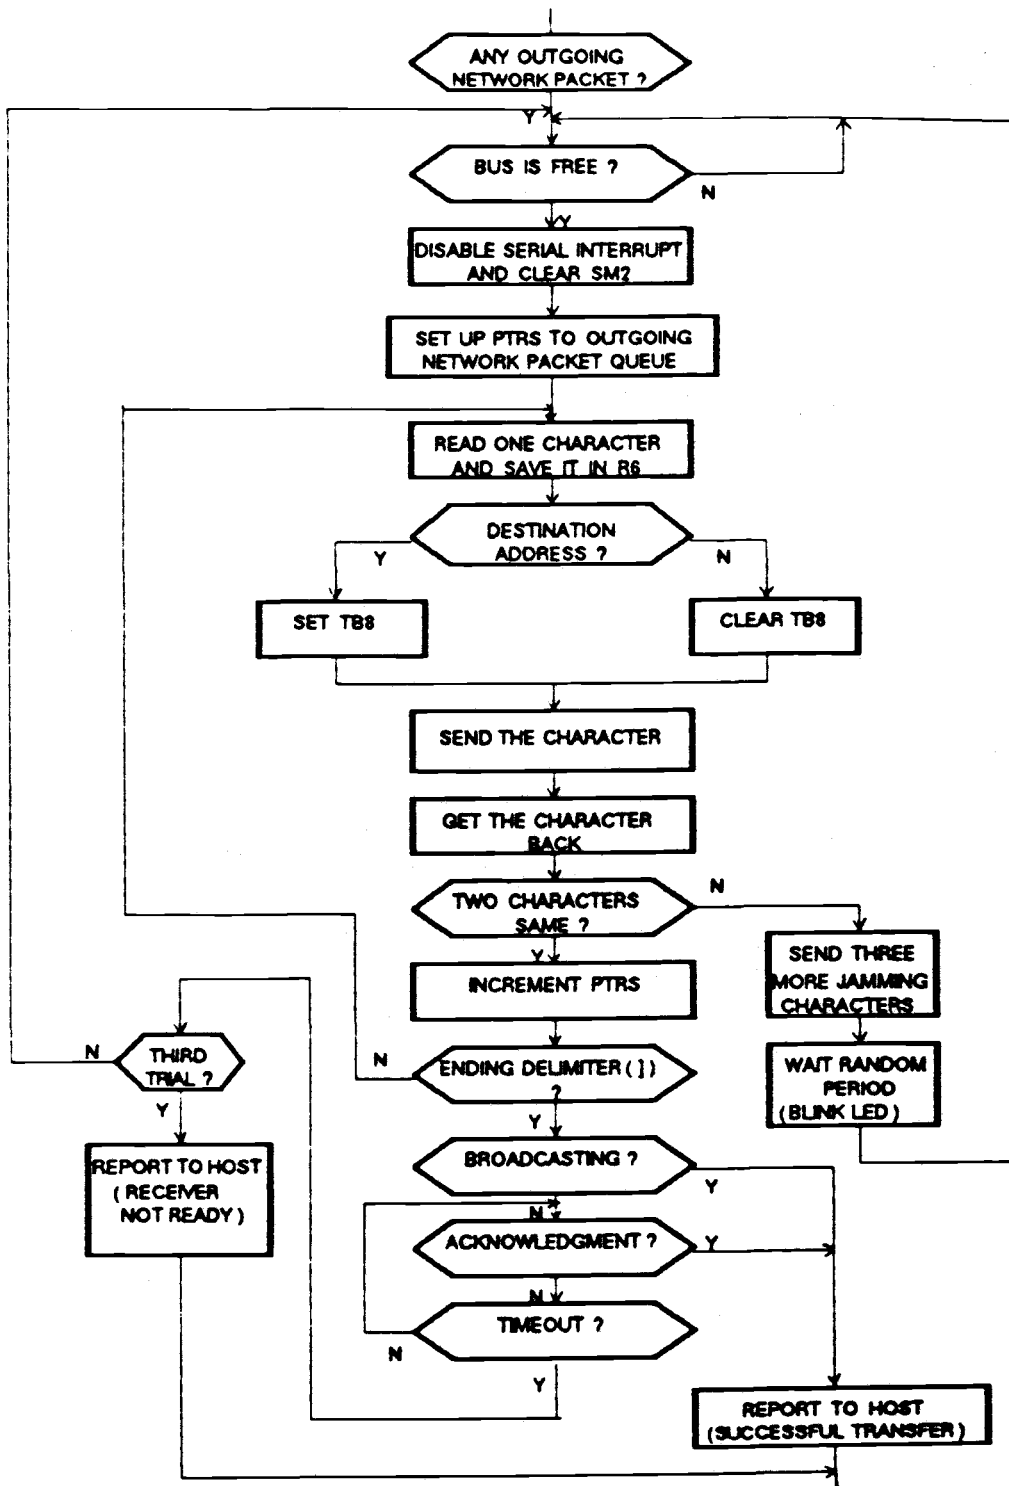 ANY OUTGOING
NETWORK PACKET ?
Y
BUS IS FREE ?
N
Y
DISABLE SERIAL INTERRUPT
AND CLEAR SM2
SET UP PTRS TO OUTGOING
NETWORK PACKET QUEUE
READ ONE CHARACTER
AND SAVE IT IN R6
DESTINATION
ADDRESS ?
Y
N
SET TB8
CLEAR TB8
SEND THE CHARACTER
GET THE CHARACTER
BACK
TWO CHARACTERS
SAME ?
N
Y
SEND THREE
MORE JAMMING
CHARACTERS
INCREMENT PTRS
THIRD
TRIAL ?
N
Y
ENDING DELIMITER ( ] )
?
N
Y
WAIT RANDOM
PERIOD
( BLINK LED )
REPORT TO HOST
( RECEIVER
NOT READY )
BROADCASTING ?
Y
N
ACKNOWLEDGMENT ?
Y
N
TIMEOUT ?
N
Y
REPORT TO HOST
( SUCCESSFUL TRANSFER )